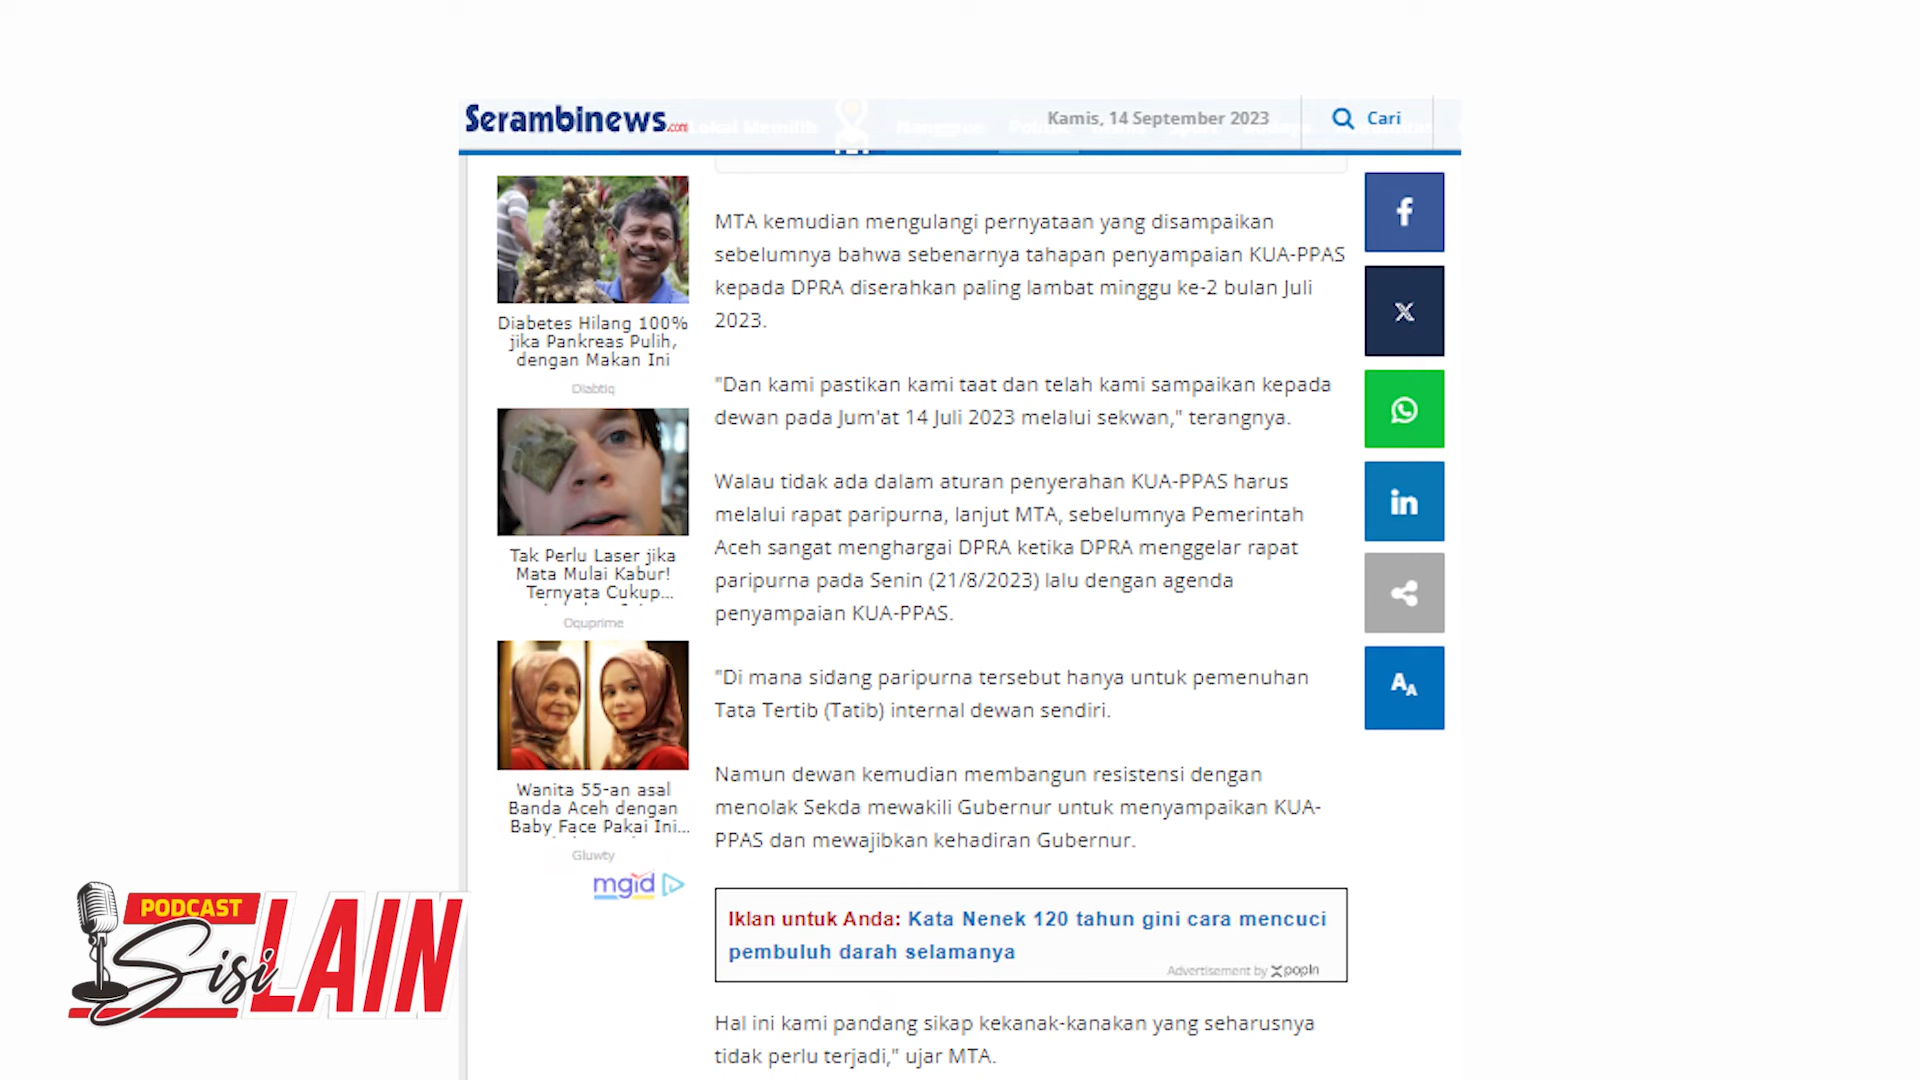 Serambinews.com
Kamis, 14 September 2023
Cari
MTA kemudian mengulangi pernyataan yang disampaikan
sebelumnya bahwa sebenarnya tahapan penyampaian KUA-PPAS
kepada DPRA diserahkan paling lambat minggu ke-2 bulan Juli
2023.
"Dan kami pastikan kami taat dan telah kami sampaikan kepada
dewan pada Jum'at 14 Juli 2023 melalui sekwan," terangnya.
Walau tidak ada dalam aturan penyerahan KUA-PPAS harus
melalui rapat paripurna, lanjut MTA, sebelumnya Pemerintah
Aceh sangat menghargai DPRA ketika DPRA menggelar rapat
paripurna pada Senin (21/8/2023) lalu dengan agenda
penyampaian KUA-PPAS.
"Di mana sidang paripurna tersebut hanya untuk pemenuhan
Tata Tertib (Tatib) internal dewan sendiri.
Namun dewan kemudian membangun resistensi dengan
menolak Sekda mewakili Gubernur untuk menyampaikan KUA-
PPAS dan mewajibkan kehadiran Gubernur.
Iklan untuk Anda: Kata Nenek 120 tahun gini cara mencuci
pembuluh darah selamanya
Advertisement by popIn
Hal ini kami pandang sikap kekanak-kanakan yang seharusnya
tidak perlu terjadi," ujar MTA.
Diabetes Hilang 100%
jika Pankreas Pulih,
dengan Makan Ini
Diabtiq
Tak Perlu Laser jika
Mata Mulai Kabur!
Ternyata Cukup...
Oquprime
Wanita 55-an asal
Banda Aceh dengan
Baby Face Pakai Ini...
Gluwty
mgid
PODCAST
Sisi LAIN